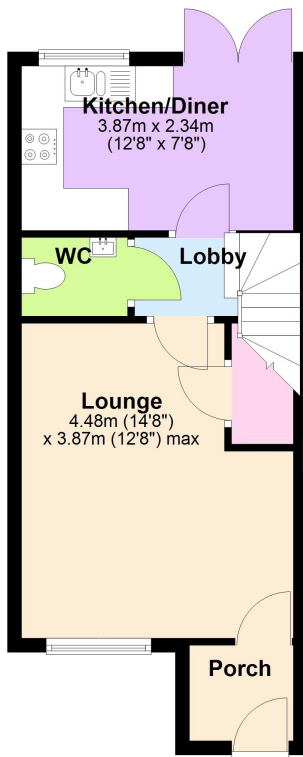 Kitchen/Diner
3.87m x 2.34m
(12'8" x 7'8")
WC
Lobby
Lounge
4.48m (14'8")
x 3.87m (12'8") max
Porch